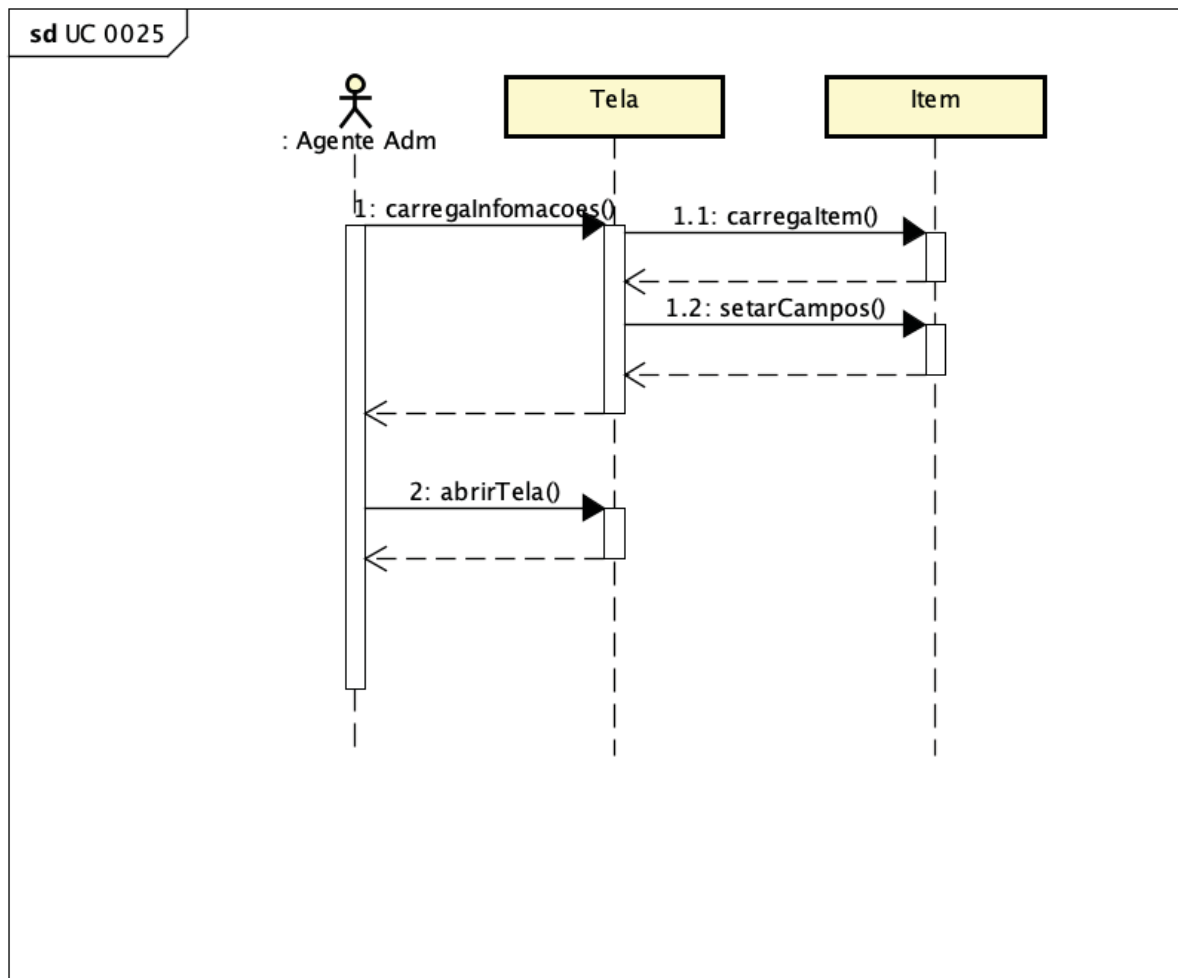 sd UC 0025
Tela
Item
: Agente Adm
1: carregaInfomacoes()
1.1: carregaItem()
1.2: setarCampos()
2: abrirTela()